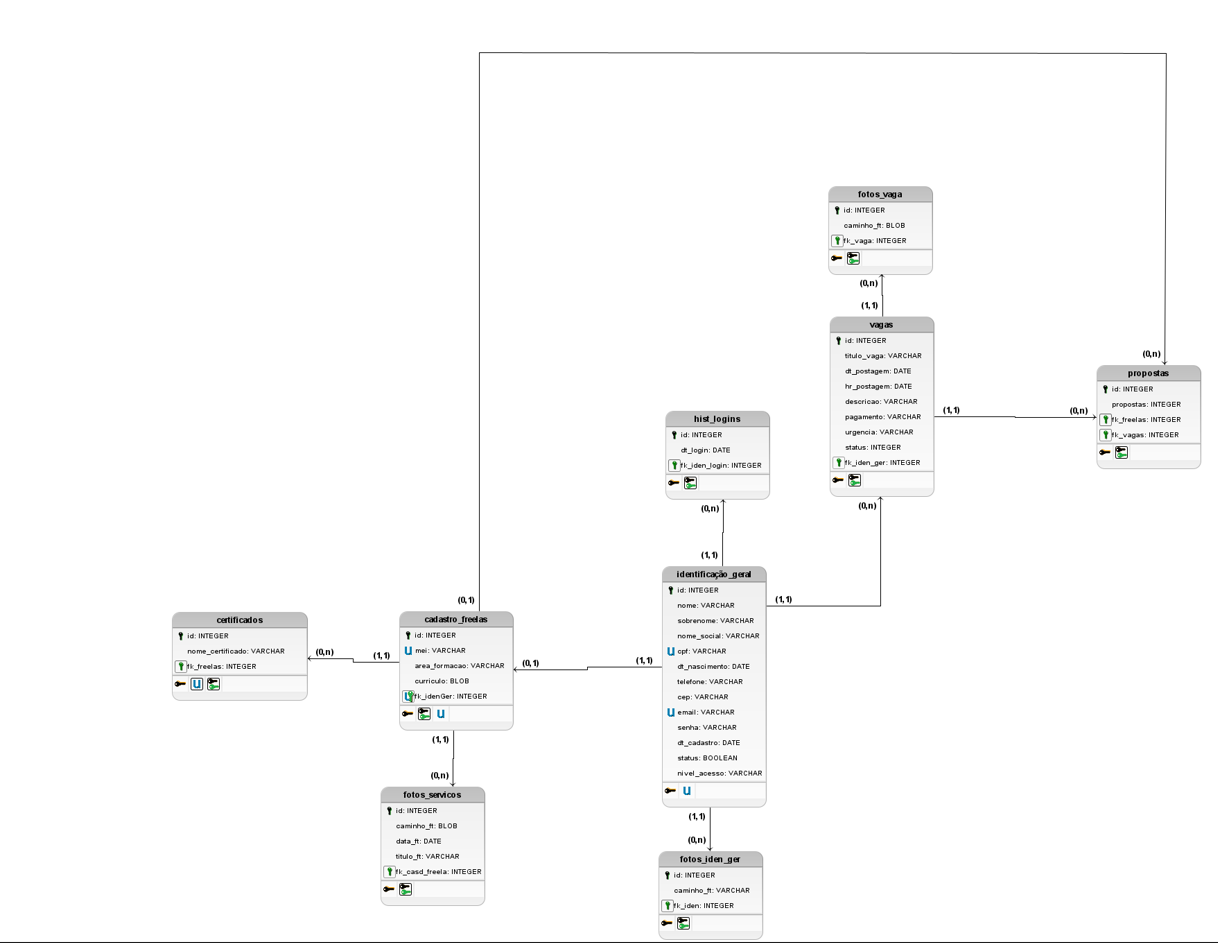 fotos_vaga
id: INTEGER
caminho_ft: BLOB
fk_vaga: INTEGER
(0,n)
(1,1)
vagas
id: INTEGER
titulo_vaga: VARCHAR
dt_postagem: DATE
hr_postagem: DATE
descricao: VARCHAR
pagamento: VARCHAR
urgencia: VARCHAR
status: INTEGER
fk_iden_ger: INTEGER
(1,1)
(0,n)
(0,n)
propostas
id: INTEGER
propostas: INTEGER
fk_freelas: INTEGER
fk_vagas: INTEGER
(0,n)
hist_logins
id: INTEGER
dt_login: DATE
fk_iden_login: INTEGER
(0,n)
(1,1)
identificação_geral
id: INTEGER
nome: VARCHAR
sobrenome: VARCHAR
nome_social: VARCHAR
U cpf: VARCHAR
dt_nascimento: DATE
telefone: VARCHAR
cep: VARCHAR
U email: VARCHAR
senha: VARCHAR
dt_cadastro: DATE
status: BOOLEAN
nivel_acesso: VARCHAR
U
(1,1)
(1,1)
(0,1)
(0,1)
cadastro_freelas
id: INTEGER
U mei: VARCHAR
area_formacao: VARCHAR
curriculo: BLOB
U fk_idenGer: INTEGER
U
(1,1)
(0,n)
certificados
id: INTEGER
nome_certificado: VARCHAR
fk_freelas: INTEGER
U
(1,1)
(0,n)
fotos_servicos
id: INTEGER
caminho_ft: BLOB
data_ft: DATE
titulo_ft: VARCHAR
fk_casd_freela: INTEGER
(1,1)
(0,n)
fotos_iden_ger
id: INTEGER
caminho_ft: VARCHAR
fk_iden: INTEGER